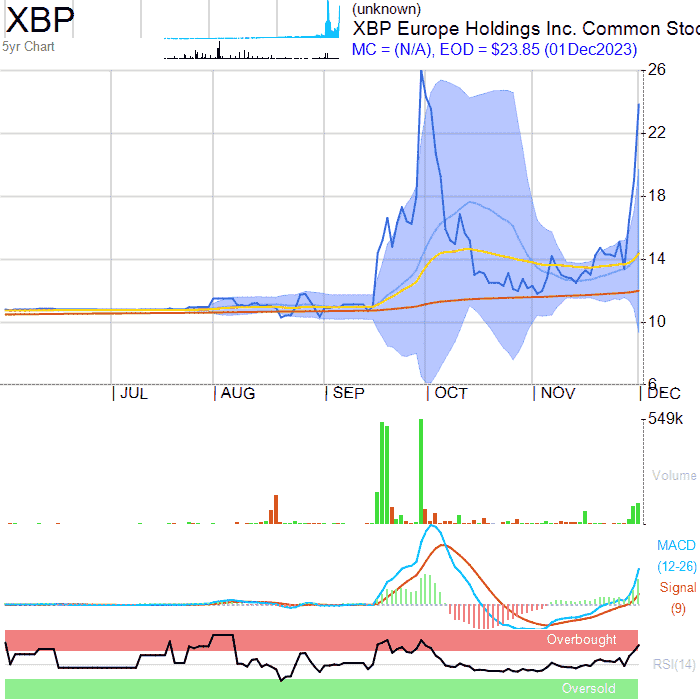 XBP
5yr Chart
(unknown)
XBP Europe Holdings Inc. Common Stoc
MC = (N/A), EOD = $23.85 (01Dec2023)
26
22
18
14
10
6
JUL
AUG
SEP
OCT
NOV
DEC
549k
Volume
MACD
(12-26)
Signal
(9)
Overbought
RSI(14)
Oversold